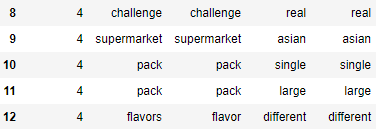 8 4 challenge challenge real real
9 4 supermarket supermarket asian asian
10 4 pack pack single single
11 4 pack pack large large
12 4 flavors flavor different different